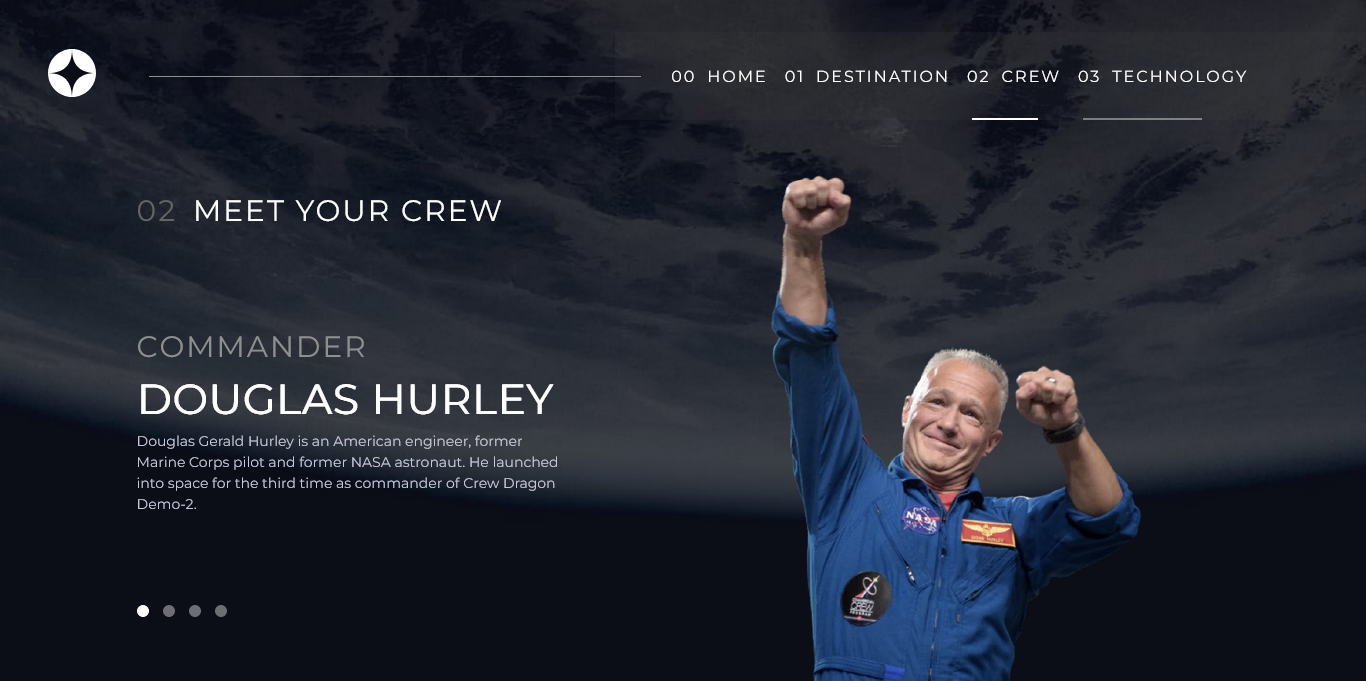 00 HOME 01 DESTINATION 02 CREW 03 TECHNOLOGY
02 MEET YOUR CREW
COMMANDER
DOUGLAS HURLEY
Douglas Gerald Hurley is an American engineer, former
Marine Corps pilot and former NASA astronaut. He launched
into space for the third time as commander of Crew Dragon
Demo-2.
NASA
CREW